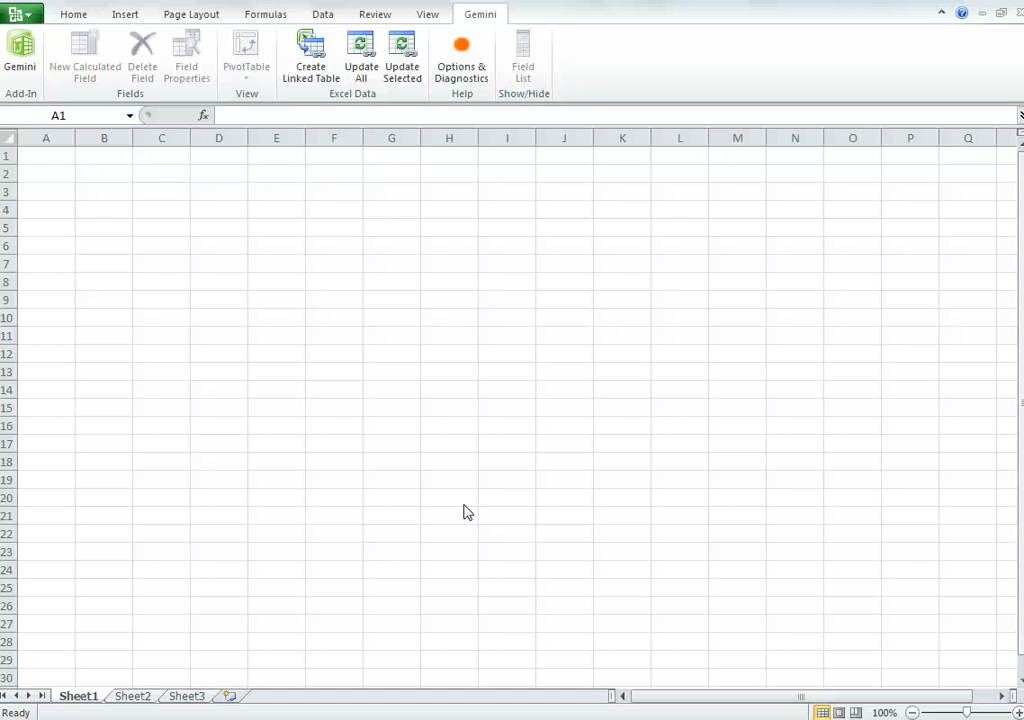 Home Insert Page Layout Formulas Data Review View Gemini
Gemini
New Calculated Field
Delete Field
Field Properties
PivotTable
Create Linked Table
Update All
Update Selected
Options & Diagnostics
Field List
Add-In Fields View Excel Data Help Show/Hide
A1 fx
A B C D E F G H I J K L M N O P Q
1
2
3
4
5
6
7
8
9
10
11
12
13
14
15
16
17
18
19
20
21
22
23
24
25
26
27
28
29
30
Sheet1 Sheet2 Sheet3
Ready 100%